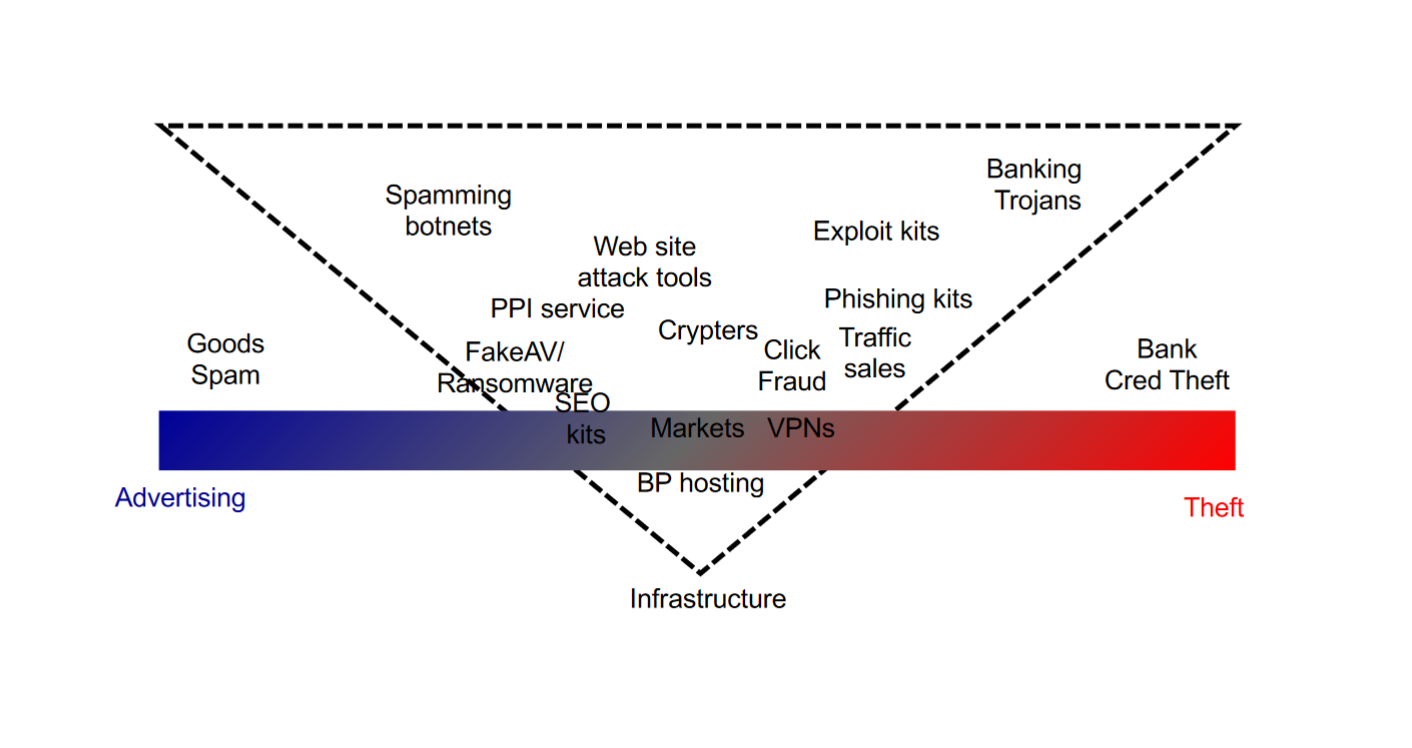 Banking
Trojans
Spamming
botnets
Exploit kits
Web site
attack tools
Phishing kits
PPI service
Crypters
Traffic
sales
Click
Fraud
Goods
Spam
FakeAV/
Ransomware
Bank
Cred Theft
SEO
kits
Markets
VPNs
BP hosting
Advertising
Theft
Infrastructure